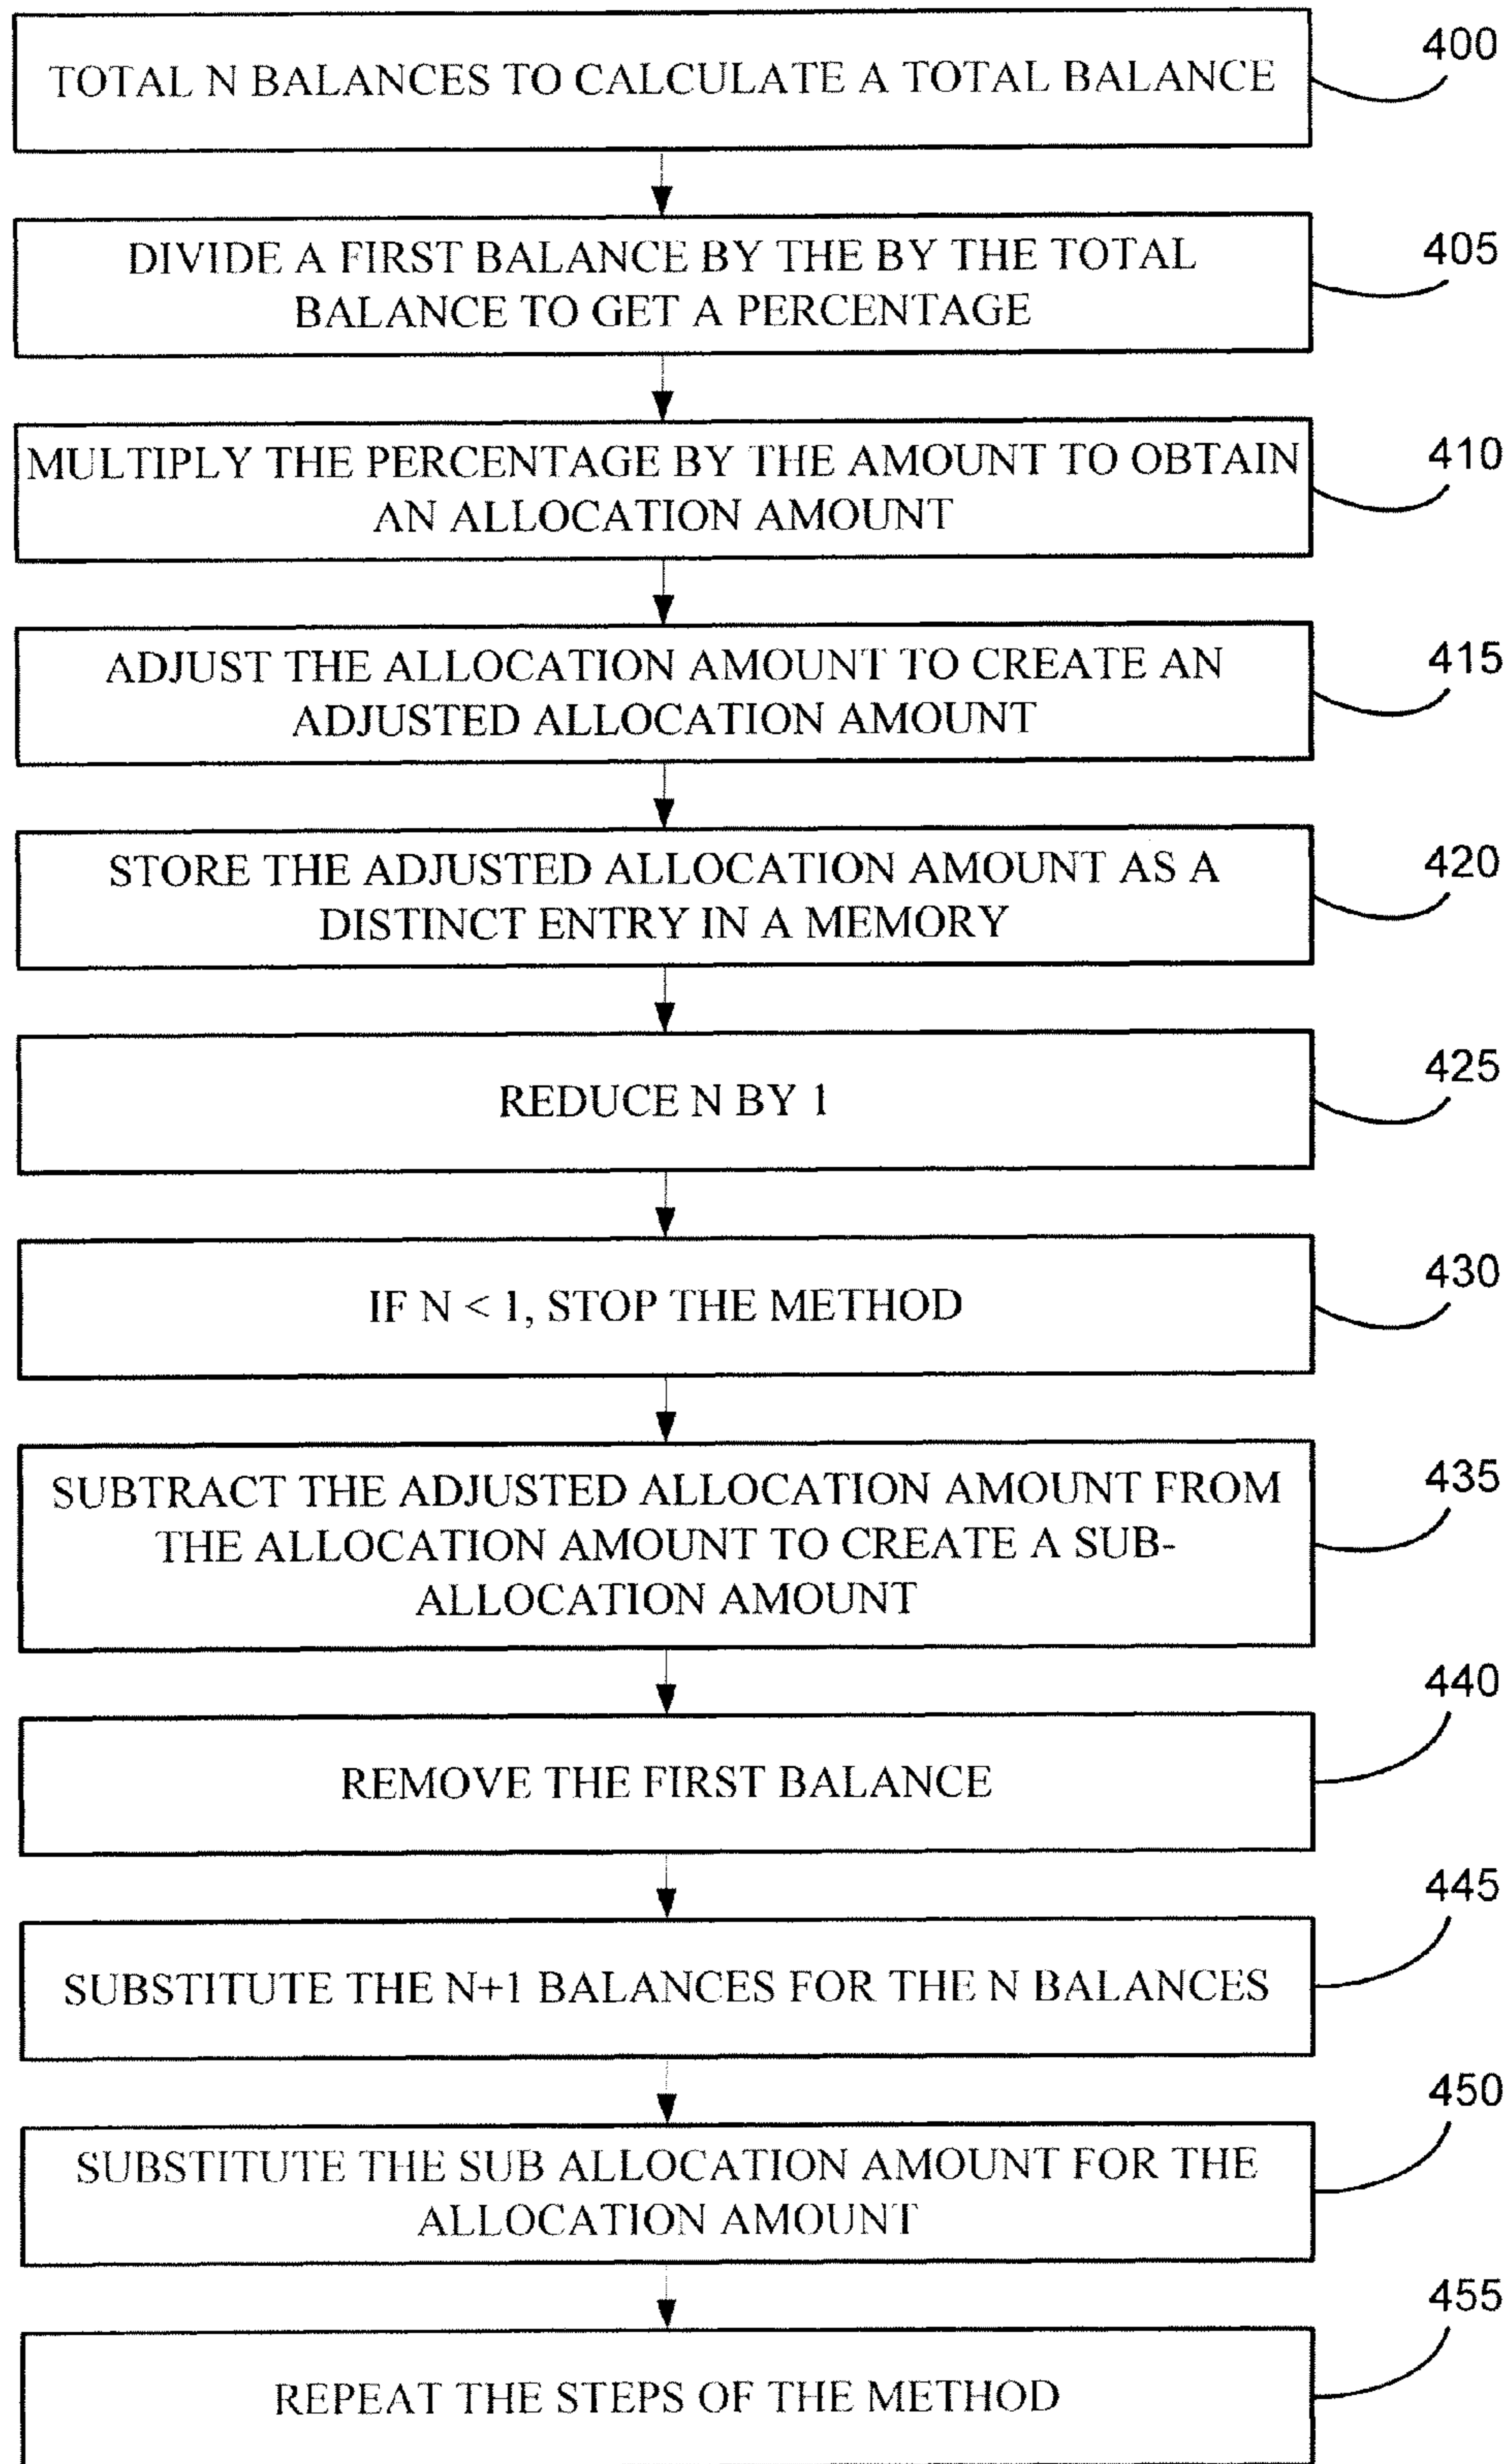 TOTAL N BALANCES TO CALCULATE A TOTAL BALANCE
400
DIVIDE A FIRST BALANCE BY THE BY THE TOTAL
BALANCE TO GET A PERCENTAGE
405
MULTIPLY THE PERCENTAGE BY THE AMOUNT TO OBTAIN
AN ALLOCATION AMOUNT
410
ADJUST THE ALLOCATION AMOUNT TO CREATE AN
ADJUSTED ALLOCATION AMOUNT
415
STORE THE ADJUSTED ALLOCATION AMOUNT AS A
DISTINCT ENTRY IN A MEMORY
420
REDUCE N BY 1
425
IF N < 1, STOP THE METHOD
430
SUBTRACT THE ADJUSTED ALLOCATION AMOUNT FROM
THE ALLOCATION AMOUNT TO CREATE A SUB-
ALLOCATION AMOUNT
435
REMOVE THE FIRST BALANCE
440
SUBSTITUTE THE N+1 BALANCES FOR THE N BALANCES
445
SUBSTITUTE THE SUB ALLOCATION AMOUNT FOR THE
ALLOCATION AMOUNT
450
REPEAT THE STEPS OF THE METHOD
455